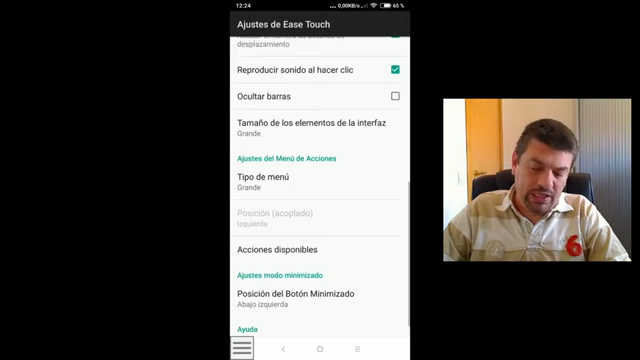 12:24
0,00KB/s
65 %
Ajustes de Ease Touch
desplazamiento
Reproducir sonido al hacer clic
Ocultar barras
Tamaño de los elementos de la interfaz
Grande
Ajustes del Menú de Acciones
Tipo de menú
Grande
Posición (acoplado)
Izquierda
Acciones disponibles
Ajustes modo minimizado
Posición del Botón Minimizado
Abajo izquierda
Ayuda
6